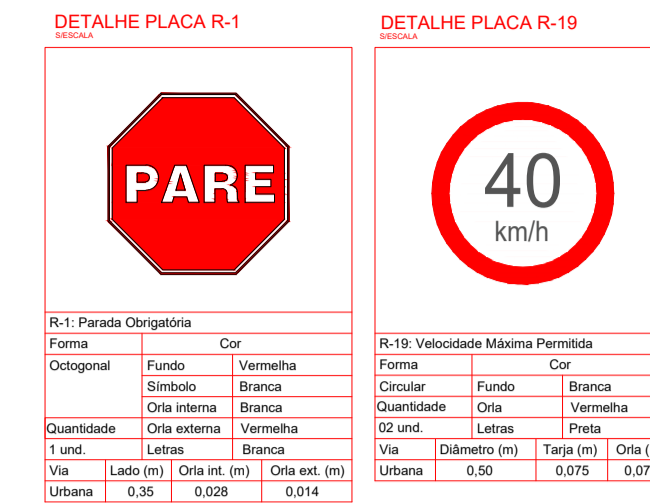 DETALHE PLACA R-1
S/ESCALA
PARE
R-1: Parada Obrigatória
Forma Cor
Octogonal Fundo Vermelha
Símbolo Branca
Orla interna Branca
Quantidade Orla externa Vermelha
1 und. Letras Branca
Via Lado (m) Orla int. (m) Orla ext. (m)
Urbana 0,35 0,028 0,014
DETALHE PLACA R-19
S/ESCALA
40
km/h
R-19: Velocidade Máxima Permitida
Forma Cor
Circular Fundo Branca
Quantidade Orla Vermelha
02 und. Letras Preta
Via Diâmetro (m) Tarja (m) Orla (
Urbana 0,50 0,075 0,07